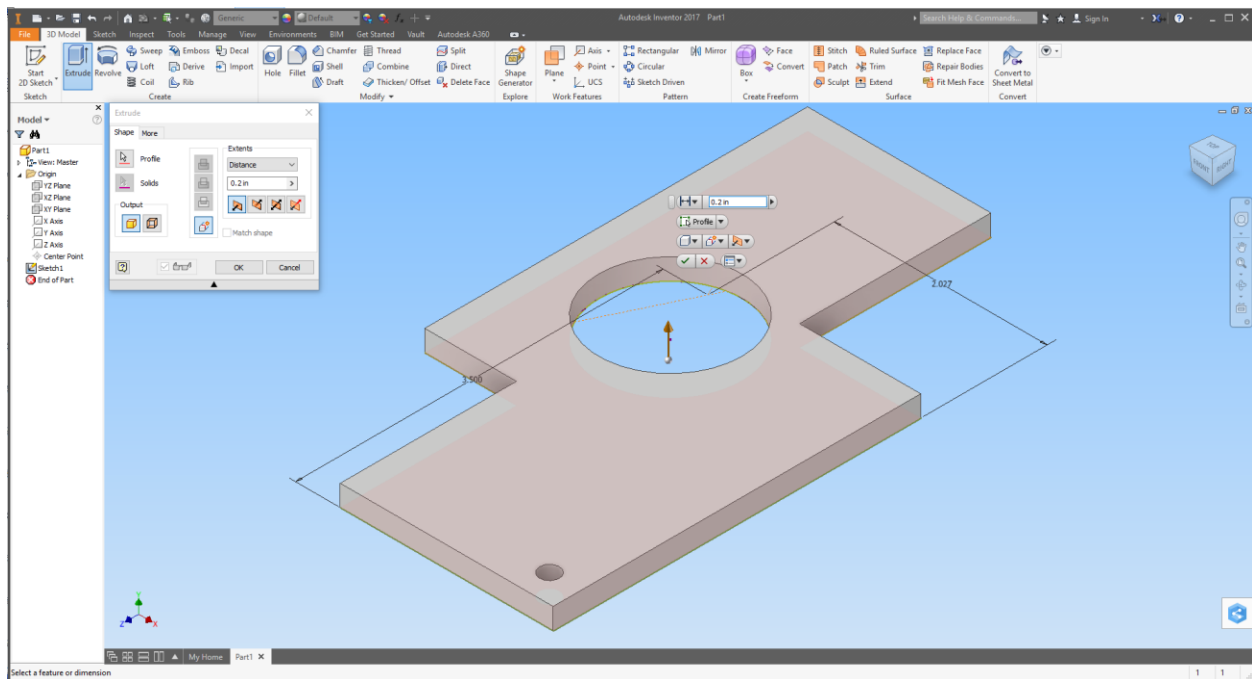 Generic Default Autodesk Inventor 2017 Part1 Search Help & Commands... Sign In
File 3D Model Sketch Inspect Tools Manage View Environments BIM Get Started Vault Autodesk A360
Start 2D Sketch
Extrude
Revolve
Sweep Emboss Decal
Loft Derive Import
Coil Rib
Hole
Fillet
Chamfer Thread Split
Shell Combine Direct
Draft Thicken/ Offset Delete Face
Shape Generator
Plane
Axis
Point
UCS
Rectangular Mirror
Circular
Sketch Driven
Box
Face
Convert
Stitch Ruled Surface Replace Face
Patch Trim Repair Bodies
Sculpt Extend Fit Mesh Face
Convert to Sheet Metal
Sketch Create Modify Explore Work Features Pattern Create Freeform Surface Convert
Model
Part1
View: Master
Origin
YZ Plane
XZ Plane
XY Plane
X Axis
Y Axis
Z Axis
Center Point
Sketch1
End of Part
Extrude
Shape More
Profile
Solids
Output
Extents
Distance
0.2 in
Match shape
OK Cancel
0.2 in
Profile
2.027
3.500
TOP
FRONT RIGHT
Y
Z X
My Home Part1
Select a feature or dimension 1 1